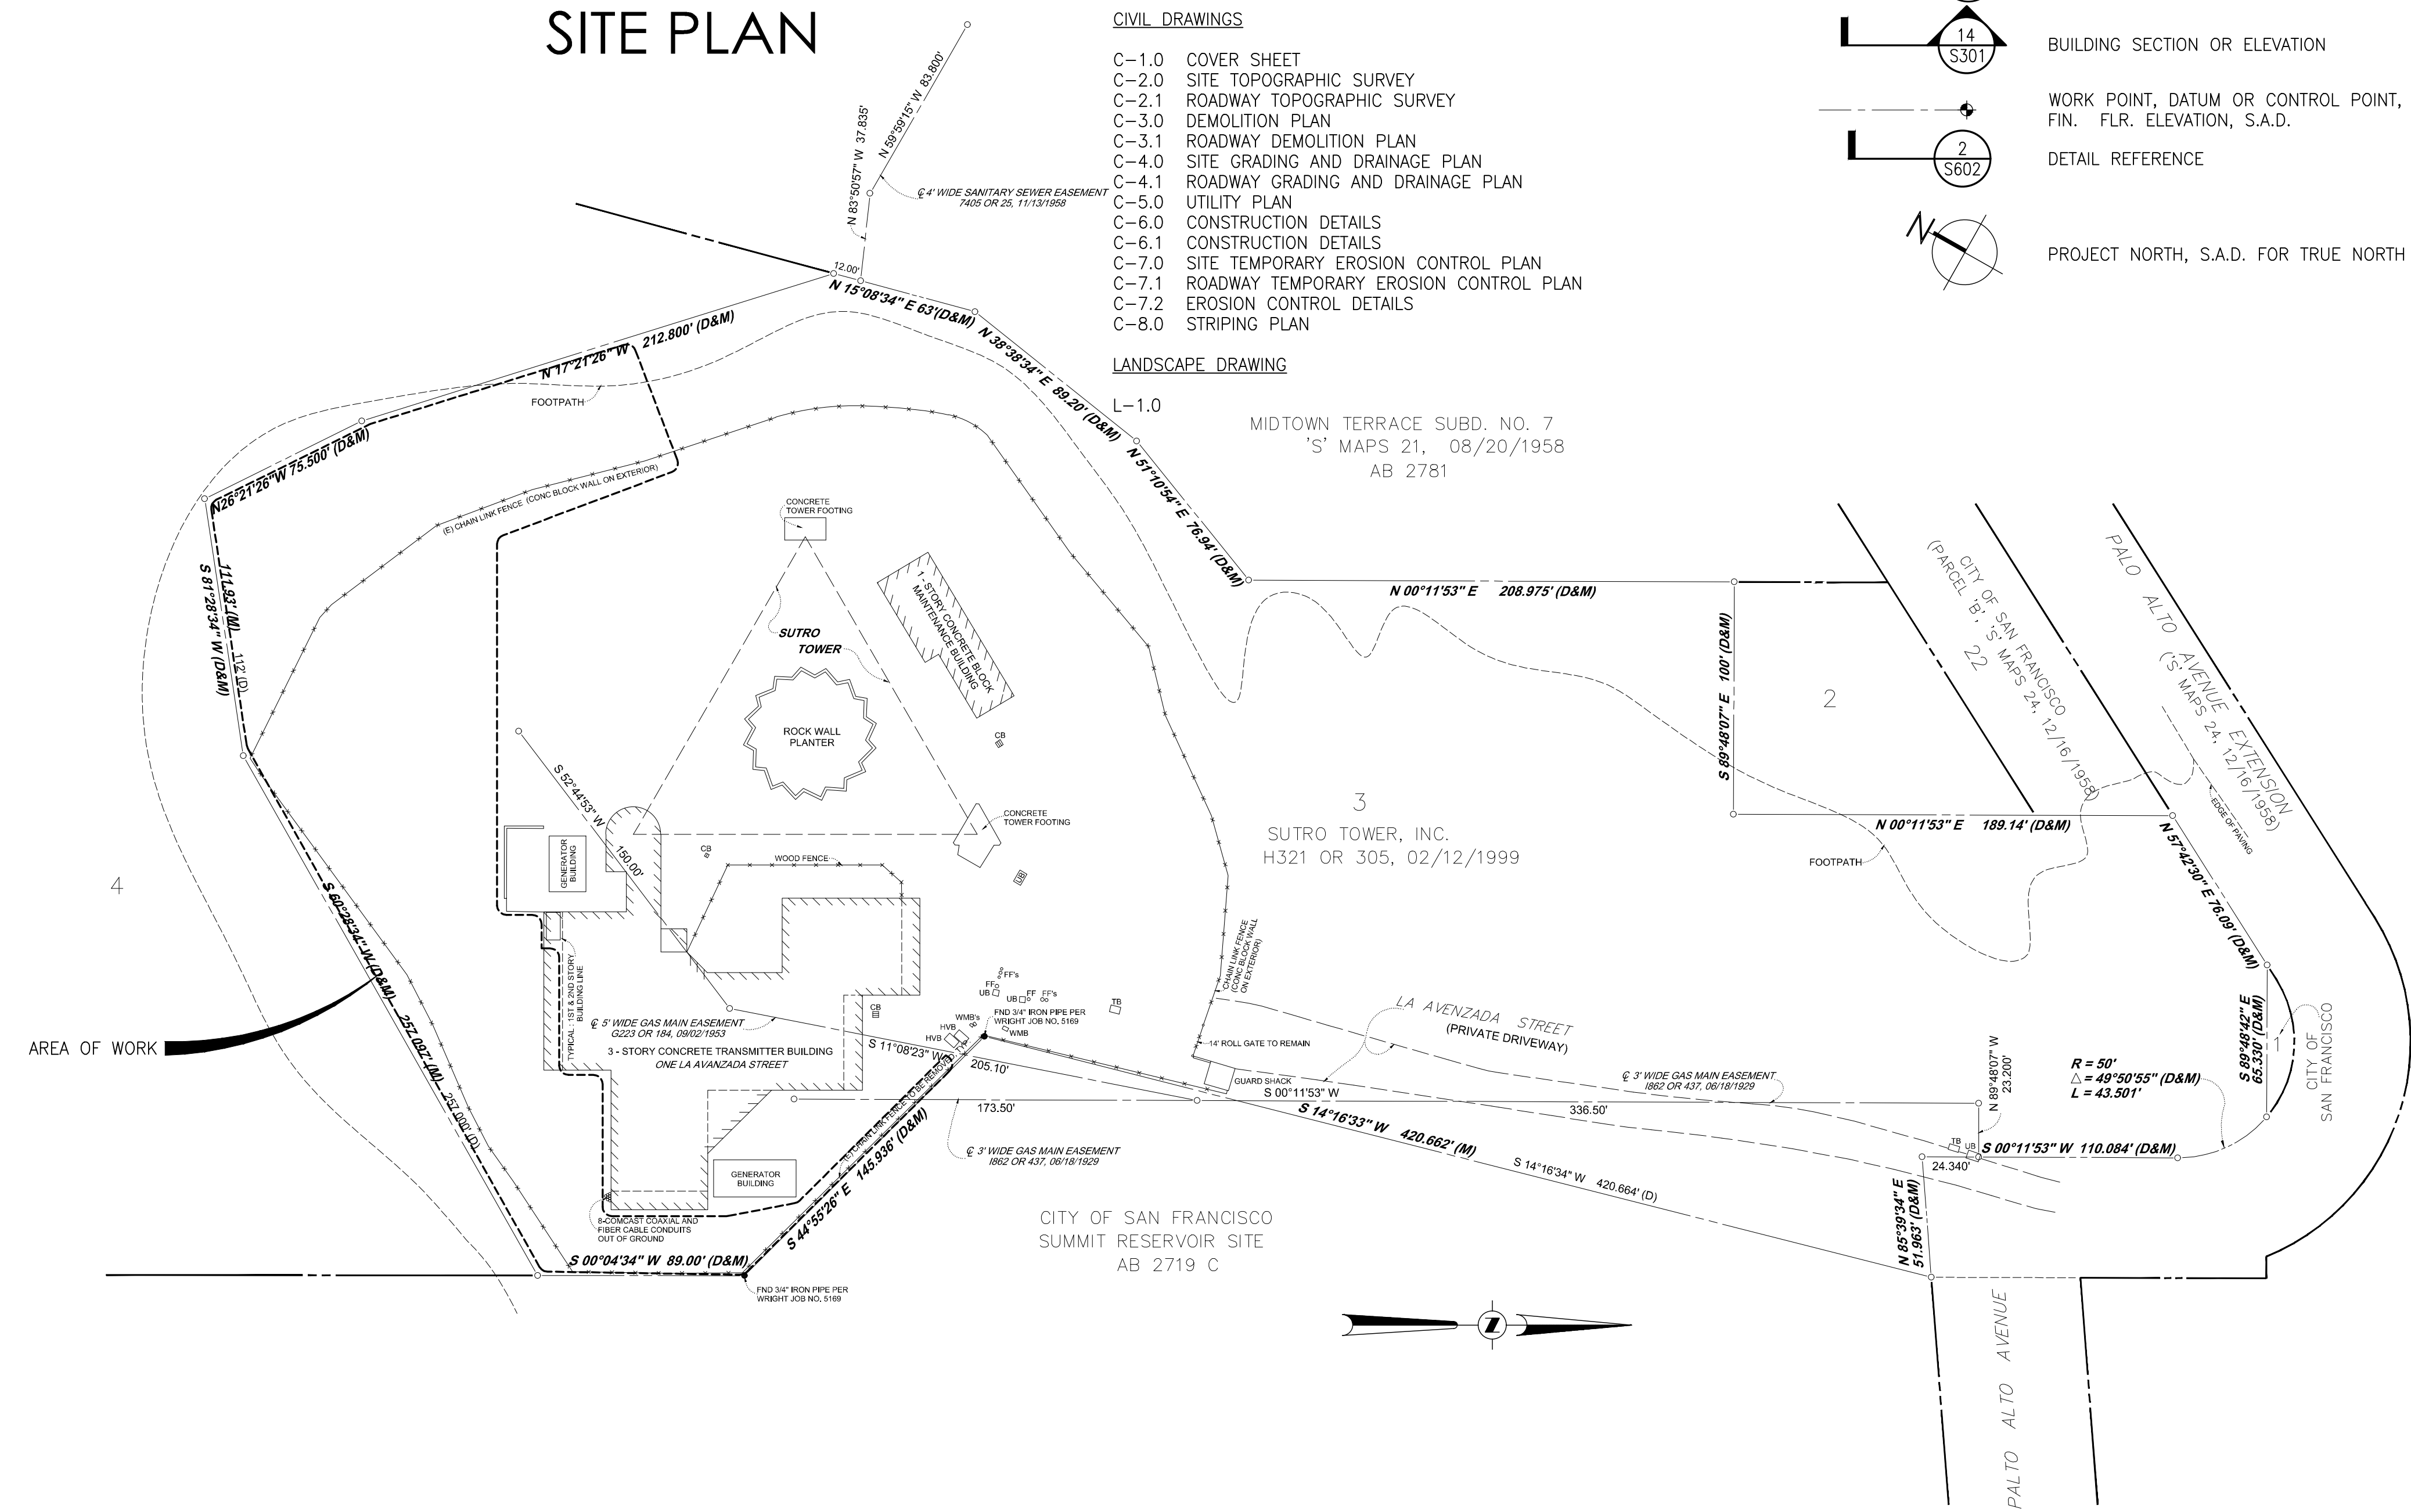 SITE PLAN
CIVIL DRAWINGS
C-1.0 COVER SHEET
C-2.0 SITE TOPOGRAPHIC SURVEY
C-2.1 ROADWAY TOPOGRAPHIC SURVEY
C-3.0 DEMOLITION PLAN
C-3.1 ROADWAY DEMOLITION PLAN
C-4.0 SITE GRADING AND DRAINAGE PLAN
C-4.1 ROADWAY GRADING AND DRAINAGE PLAN
C-5.0 UTILITY PLAN
C-6.0 CONSTRUCTION DETAILS
C-6.1 CONSTRUCTION DETAILS
C-7.0 SITE TEMPORARY EROSION CONTROL PLAN
C-7.1 ROADWAY TEMPORARY EROSION CONTROL PLAN
C-7.2 EROSION CONTROL DETAILS
C-8.0 STRIPING PLAN
LANDSCAPE DRAWING
L-1.0
14
S301
BUILDING SECTION OR ELEVATION
WORK POINT, DATUM OR CONTROL POINT,
FIN. FLR. ELEVATION, S.A.D.
2
S602
DETAIL REFERENCE
N
PROJECT NORTH, S.A.D. FOR TRUE NORTH
N 59°59'15" W 83.800'
N 83°50'57" W 37.835'
℄ 4' WIDE SANITARY SEWER EASEMENT
7405 OR 25, 11/13/1958
12.00'
N 15°08'34" E 63'(D&M)
N 38°38'34" E 89.20' (D&M)
N 51°10'54" E 76.94' (D&M)
N 17°21'26" W 212.800' (D&M)
FOOTPATH
N26°21'26"W 75.500' (D&M)
(E) CHAIN LINK FENCE (CONC BLOCK WALL ON EXTERIOR)
111.93' (M)
S 81°28'34" W (D&M)
112' (D)
MIDTOWN TERRACE SUBD. NO. 7
'S' MAPS 21, 08/20/1958
AB 2781
CONCRETE
TOWER FOOTING
SUTRO
TOWER
1 - STORY CONCRETE BLOCK
MAINTENANCE BUILDING
ROCK WALL
PLANTER
CB
CONCRETE
TOWER FOOTING
UB
N 00°11'53" E 208.975' (D&M)
S 89°48'07" E 100' (D&M)
2
N 00°11'53" E 189.14' (D&M)
CITY OF SAN FRANCISCO
(PARCEL 'B', 'S' MAPS 24, 12/16/1958)
22
PALO ALTO AVENUE EXTENSION
('S' MAPS 24, 12/16/1958)
EDGE OF PAVING
N 57°42'30" E 76.09' (D&M)
FOOTPATH
3
SUTRO TOWER, INC.
H321 OR 305, 02/12/1999
S 52°44'53" W
150.00'
GENERATOR
BUILDING
CB
WOOD FENCE
4
S 60°28'34" W (D&M)
257.067' (M)
257.000' (D)
AREA OF WORK
TYPICAL : 1ST & 2ND STORY
BUILDING LINE
℄ 5' WIDE GAS MAIN EASEMENT
G223 OR 184, 09/02/1953
3 - STORY CONCRETE TRANSMITTER BUILDING
ONE LA AVANZADA STREET
CB
FF's
FF
UB
UB
FF
FF's
TB
WMB's
HVB
HVB
FND 3/4" IRON PIPE PER
WRIGHT JOB NO. 5169
WMB
S 11°08'23" W
205.10'
(E) CHAIN LINK FENCE TO BE REMOVED, TYP.
S 44°55'26" E 145.936' (D&M)
173.50'
℄ 3' WIDE GAS MAIN EASEMENT
I862 OR 437, 06/18/1929
CHAIN LINK FENCE
(CONC BLOCK WALL
ON EXTERIOR)
14' ROLL GATE TO REMAIN
GUARD SHACK
S 00°11'53" W
336.50'
LA AVENZADA STREET
(PRIVATE DRIVEWAY)
℄ 3' WIDE GAS MAIN EASEMENT
I862 OR 437, 06/18/1929
S 14°16'33" W 420.662' (M)
S 14°16'34" W 420.664' (D)
N 89°48'07" W
23.200'
TB
UB
S 00°11'53" W 110.084' (D&M)
24.340'
N 85°39'34" E
51.963' (D&M)
R = 50'
△ = 49°50'55" (D&M)
L = 43.501'
S 89°48'42" E
65.330' (D&M)
1
CITY OF
SAN FRANCISCO
GENERATOR
BUILDING
8-COMCAST COAXIAL AND
FIBER CABLE CONDUITS
OUT OF GROUND
S 00°04'34" W 89.00' (D&M)
FND 3/4" IRON PIPE PER
WRIGHT JOB NO. 5169
CITY OF SAN FRANCISCO
SUMMIT RESERVOIR SITE
AB 2719 C
Z
PALTO ALTO AVENUE